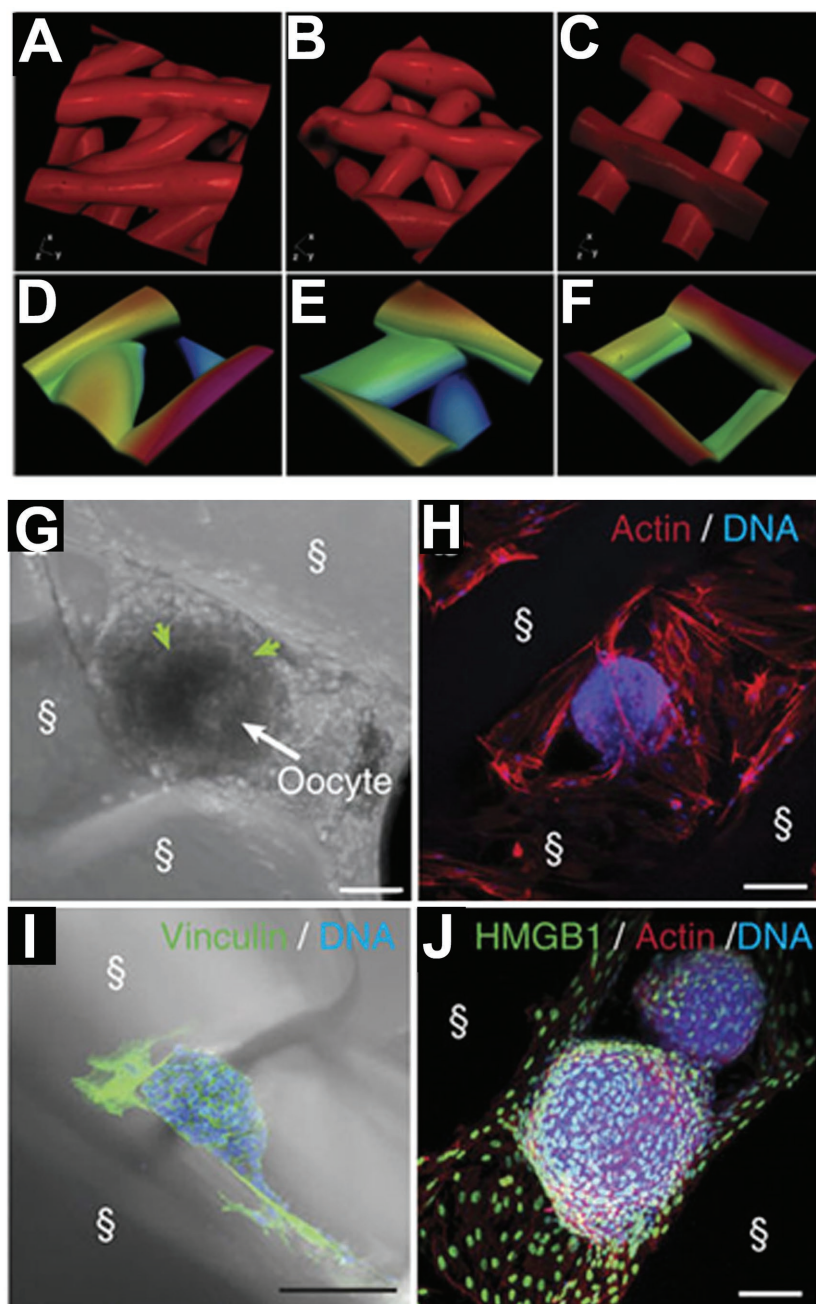 A
B
C
x
z y
x
z y
x
z y
D
E
F
G
§
§
Oocyte
§
H
Actin / DNA
§
§
§
I
Vinculin / DNA
§
§
J
HMGB1 / Actin /DNA
§
§